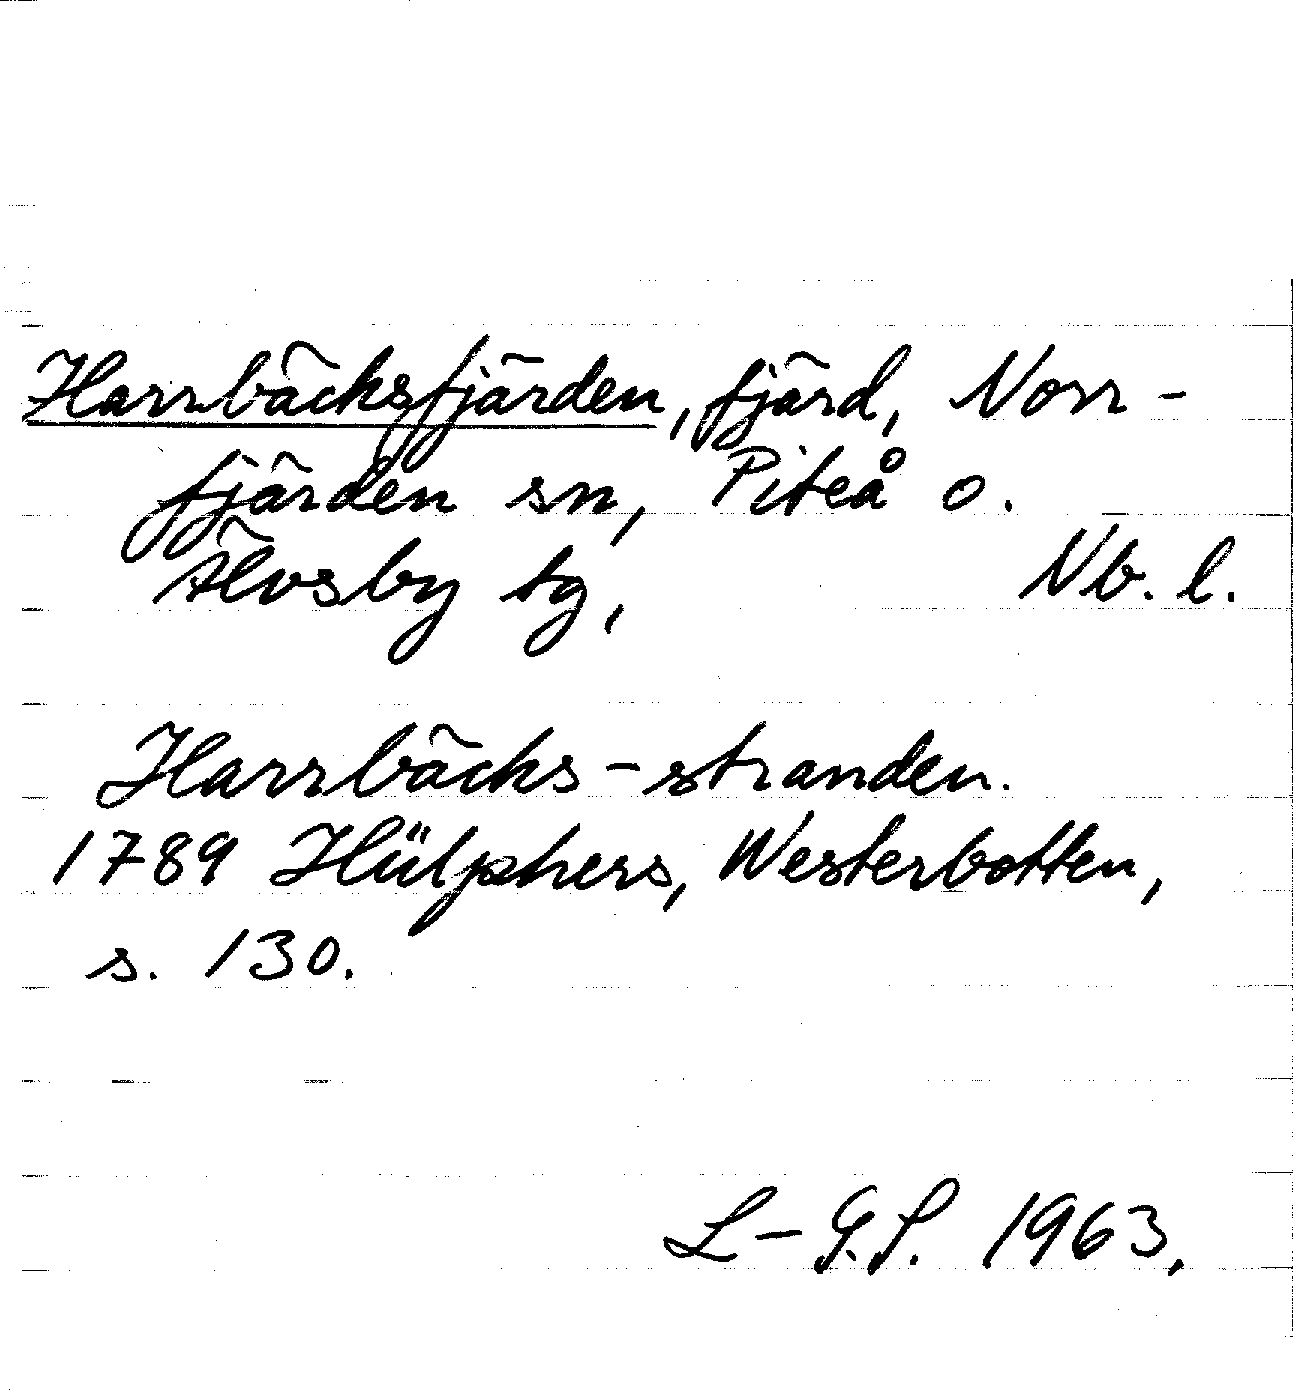 Harrbäcksfjärden, fjärd, Norr-
fjärden sn, Piteå o.
Älvsby tg, Nb. l.
Harrbäcks-stranden.
1789 Hülphers, Westerbotten,
s. 130.
L-G.S. 1963.